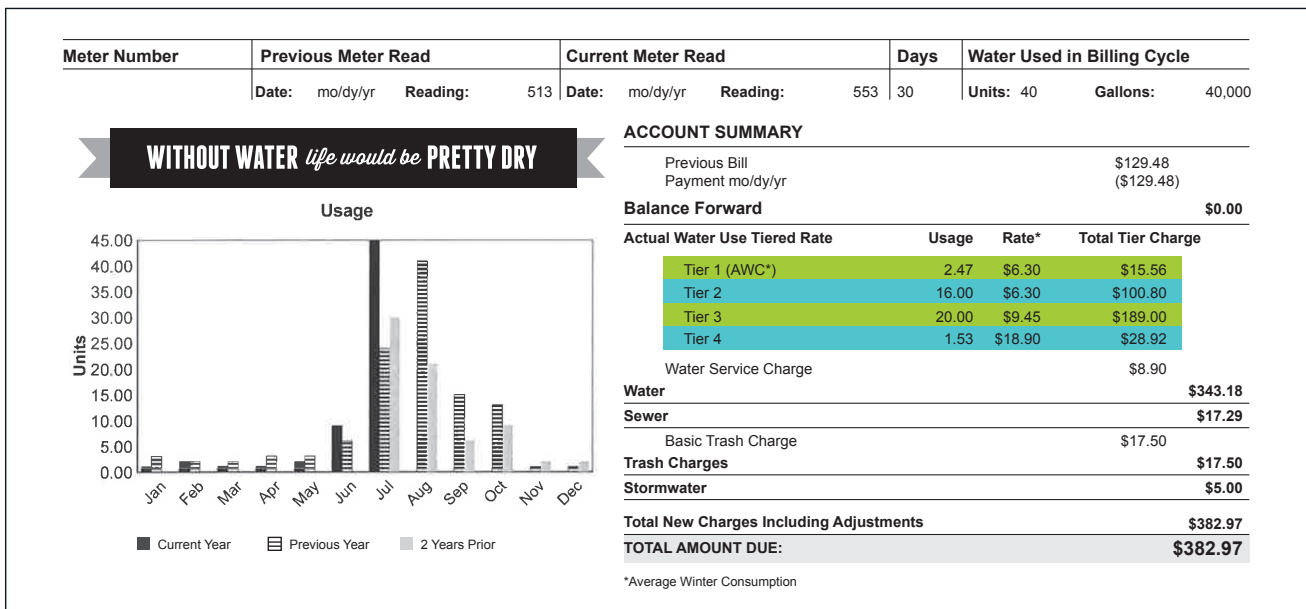 Meter Number Previous Meter Read Current Meter Read Days Water Used in Billing Cycle
Date: mo/dy/yr Reading: 513 Date: mo/dy/yr Reading: 553 30 Units: 40 Gallons: 40,000
WITHOUT WATER life would be PRETTY DRY
Usage
45.00
40.00
35.00
30.00
25.00
20.00
15.00
10.00
5.00
0.00
Units
Jan Feb Mar Apr May Jun Jul Aug Sep Oct Nov Dec
Current Year Previous Year 2 Years Prior
ACCOUNT SUMMARY
Previous Bill $129.48
Payment mo/dy/yr ($129.48)
Balance Forward $0.00
Actual Water Use Tiered Rate Usage Rate* Total Tier Charge
Tier 1 (AWC*) 2.47 $6.30 $15.56
Tier 2 16.00 $6.30 $100.80
Tier 3 20.00 $9.45 $189.00
Tier 4 1.53 $18.90 $28.92
Water Service Charge $8.90
Water $343.18
Sewer $17.29
Basic Trash Charge $17.50
Trash Charges $17.50
Stormwater $5.00
Total New Charges Including Adjustments $382.97
TOTAL AMOUNT DUE: $382.97
*Average Winter Consumption